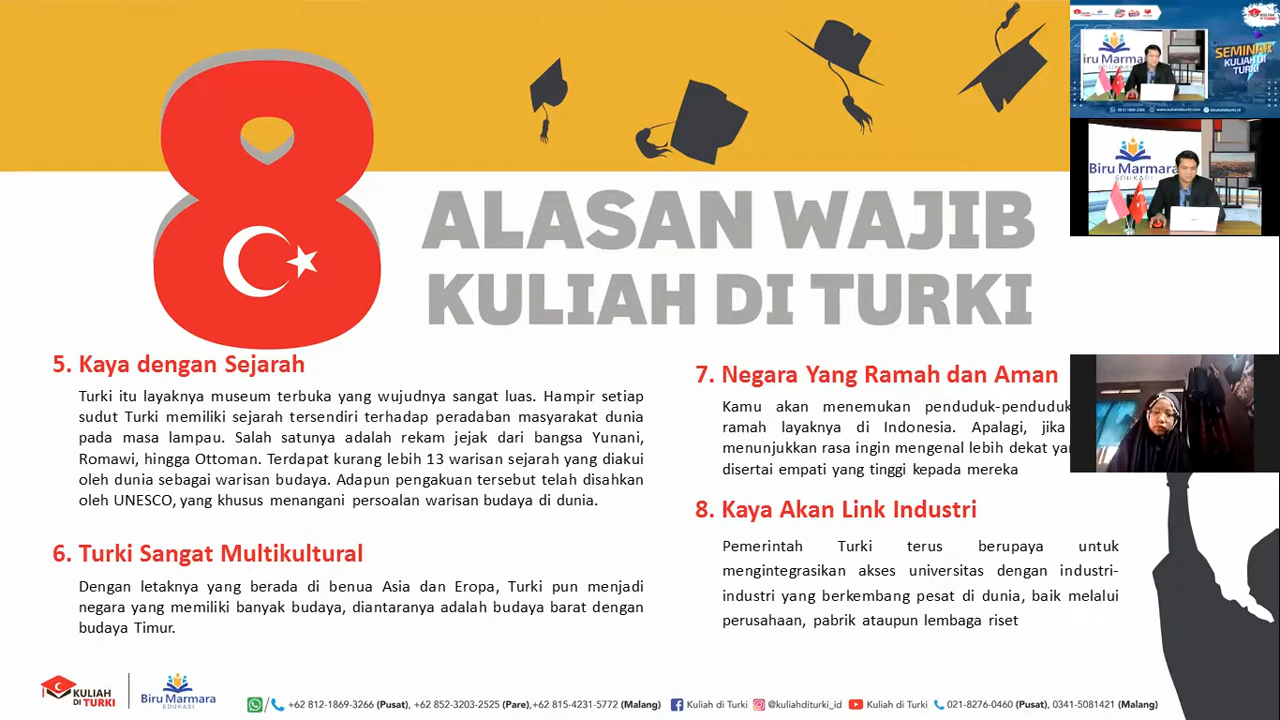 8
ALASAN WAJIB
KULIAH DI TURKI
5. Kaya dengan Sejarah
Turki itu layaknya museum terbuka yang wujudnya sangat luas. Hampir setiap
sudut Turki memiliki sejarah tersendiri terhadap peradaban masyarakat dunia
pada masa lampau. Salah satunya adalah rekam jejak dari bangsa Yunani,
Romawi, hingga Ottoman. Terdapat kurang lebih 13 warisan sejarah yang diakui
oleh dunia sebagai warisan budaya. Adapun pengakuan tersebut telah disahkan
oleh UNESCO, yang khusus menangani persoalan warisan budaya di dunia.
6. Turki Sangat Multikultural
Dengan letaknya yang berada di benua Asia dan Eropa, Turki pun menjadi
negara yang memiliki banyak budaya, diantaranya adalah budaya barat dengan
budaya Timur.
7. Negara Yang Ramah dan Aman
Kamu akan menemukan penduduk-penduduk
ramah layaknya di Indonesia. Apalagi, jika
menunjukkan rasa ingin mengenal lebih dekat
disertai empati yang tinggi kepada mereka
8. Kaya Akan Link Industri
Pemerintah Turki terus berupaya untuk
mengintegrasikan akses universitas dengan industri-
industri yang berkembang pesat di dunia, baik melalui
perusahaan, pabrik ataupun lembaga riset
KULIAH
DI TURKI
Biru Marmara
EDUKASI
/ +62 812-1869-3266 (Pusat), +62 852-3203-2525 (Pare),+62 815-4231-5772 (Malang) Kuliah di Turki @kuliahditurki_id Kuliah di Turki 021-8276-0460 (Pusat), 0341-5081421 (Malang)
iru Marmara
SEMINAR
KULIAH DI
TURKI
Biru Marmara
EDUKASI